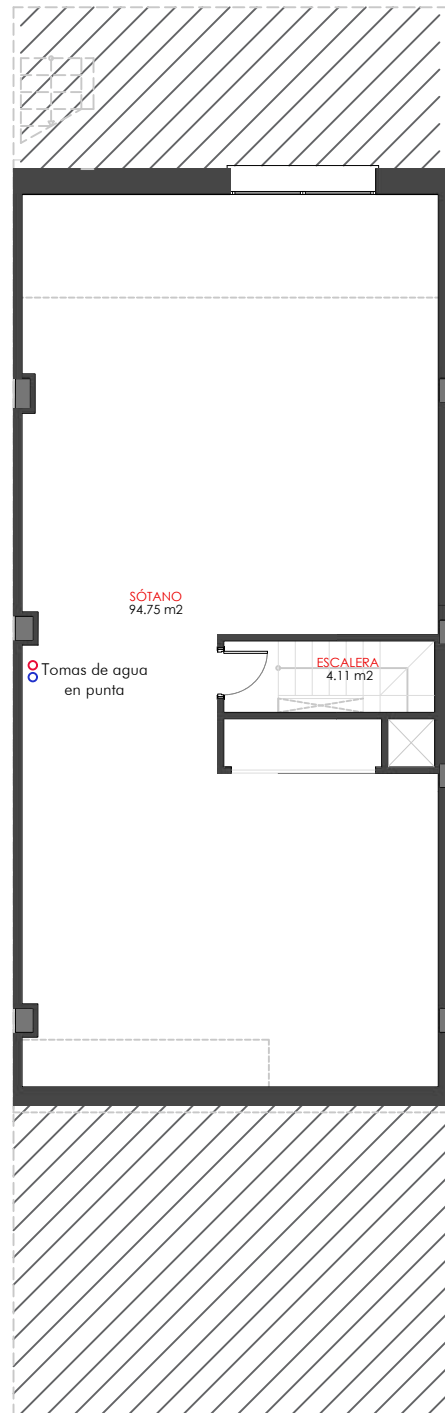 SÓTANO
94.75 m2
ESCALERA
4.11 m2
Tomas de agua
en punta